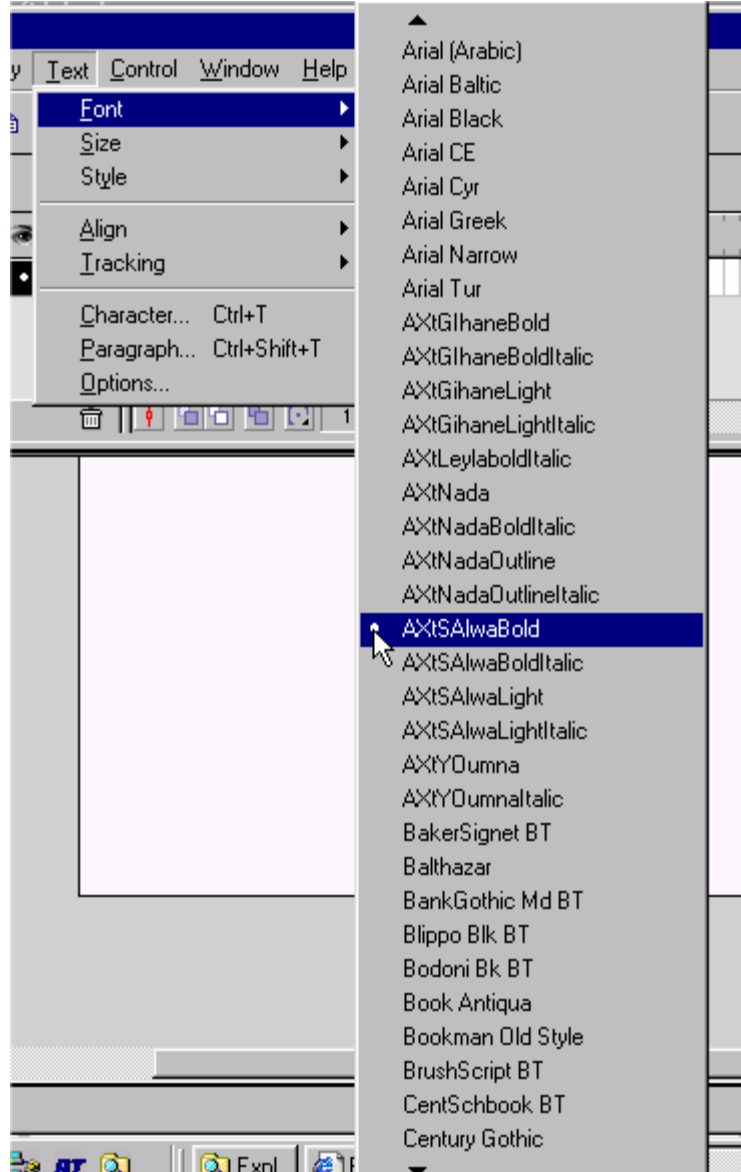 Text Control Window Help
Font
Size
Style
Align
Tracking
Character... Ctrl+T
Paragraph... Ctrl+Shift+T
Options...
1
Arial (Arabic)
Arial Baltic
Arial Black
Arial CE
Arial Cyr
Arial Greek
Arial Narrow
Arial Tur
AXtGIhaneBold
AXtGIhaneBoldItalic
AXtGihaneLight
AXtGihaneLightItalic
AXtLeylaboldItalic
AXtNada
AXtNadaBoldItalic
AXtNadaOutline
AXtNadaOutlineItalic
AXtSAlwaBold
AXtSAlwaBoldItalic
AXtSAlwaLight
AXtSAlwaLightItalic
AXtYOumna
AXtYOumnaItalic
BakerSignet BT
Balthazar
BankGothic Md BT
Blippo Blk BT
Bodoni Bk BT
Book Antiqua
Bookman Old Style
BrushScript BT
CentSchbook BT
Century Gothic
Expl